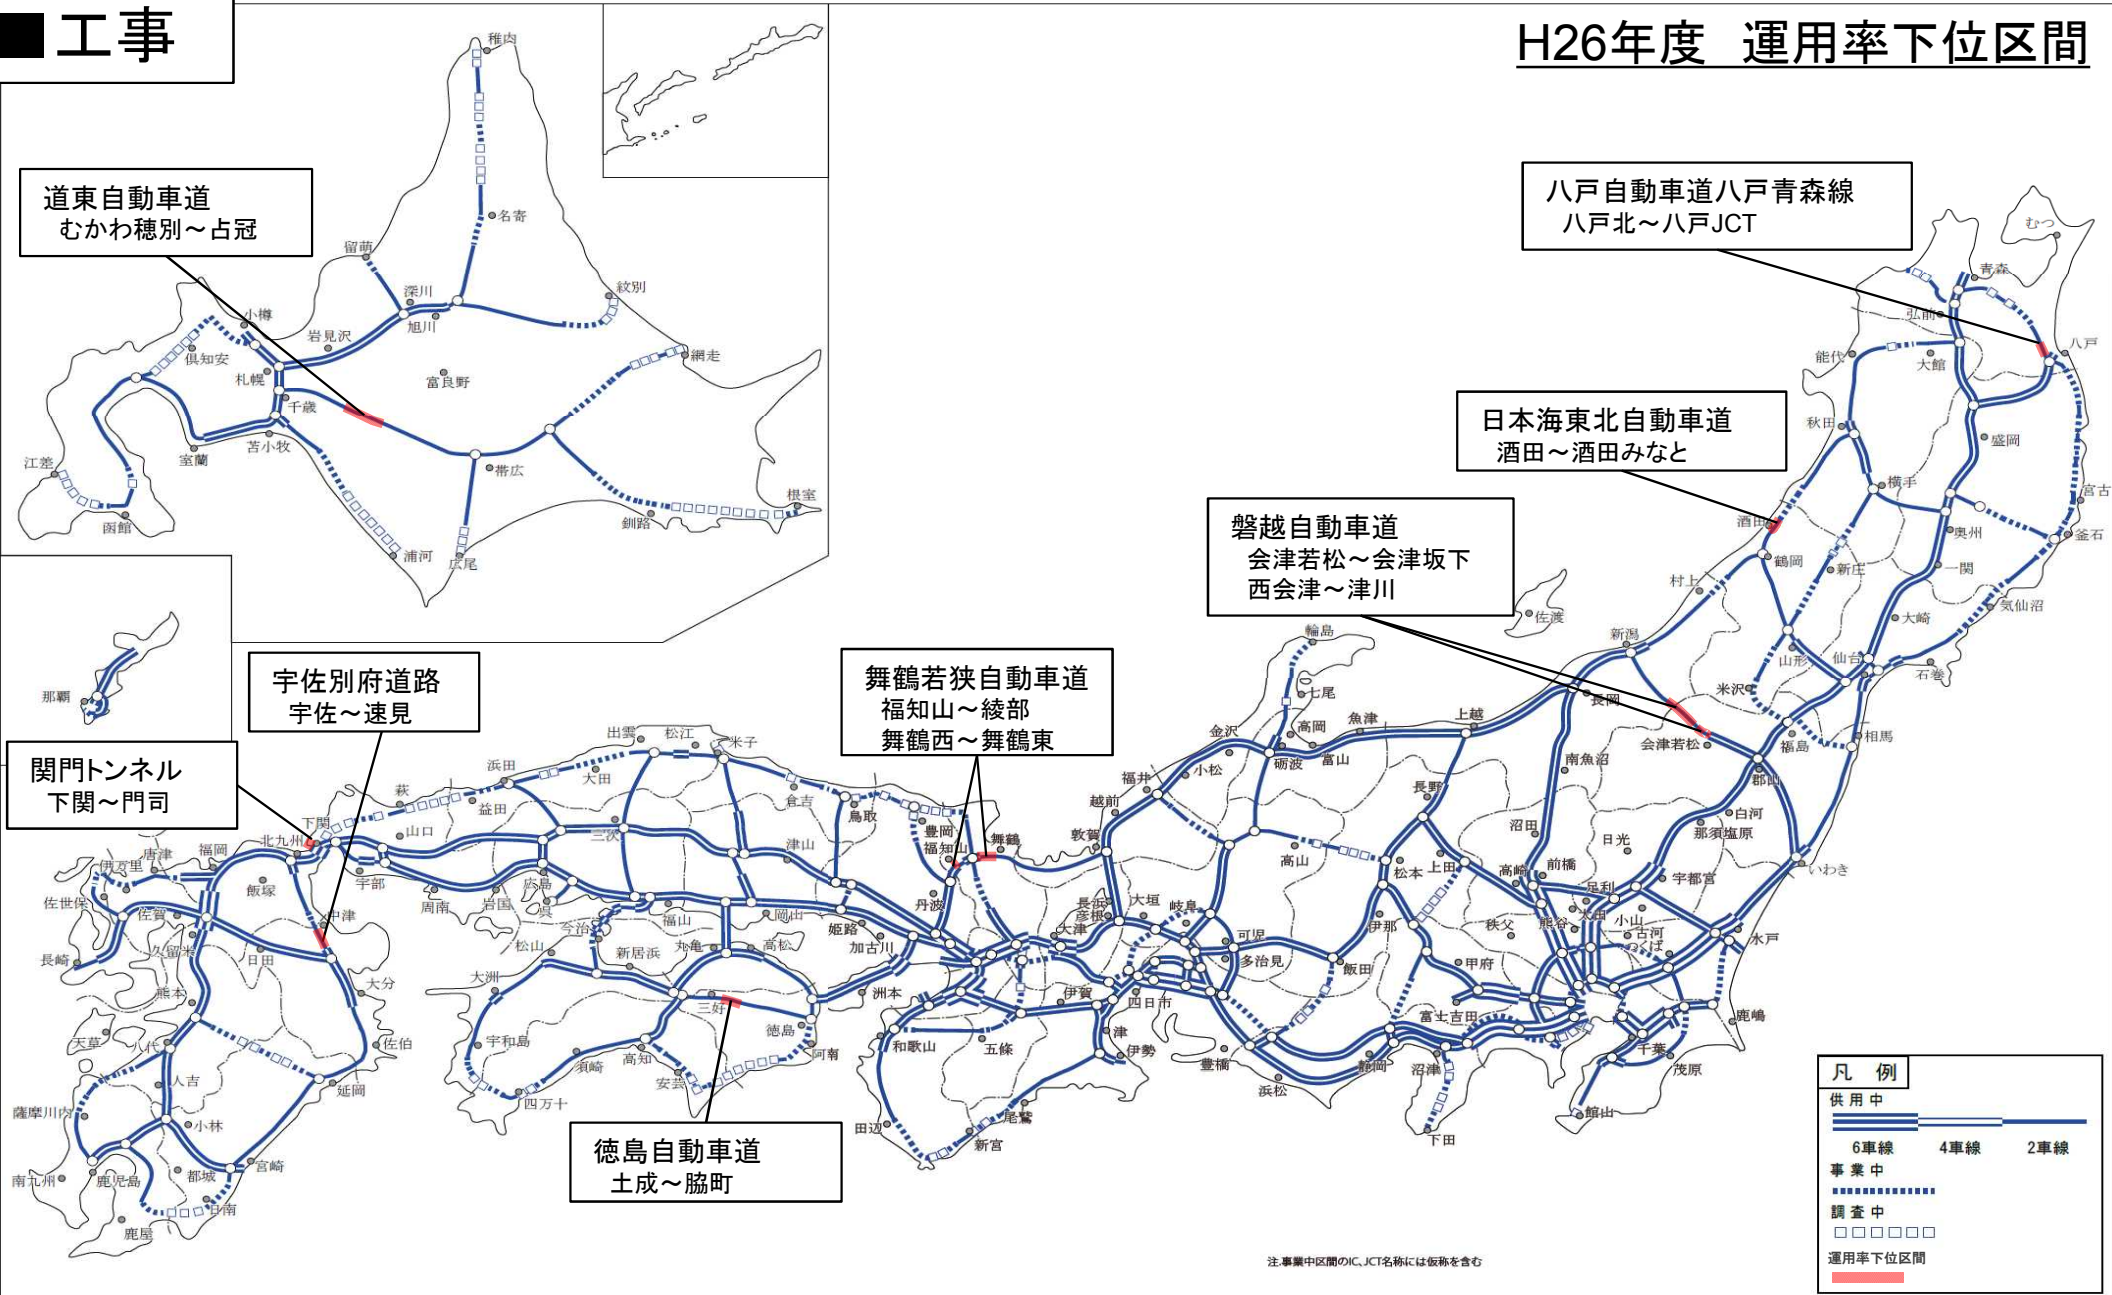 ■工事
H26年度 運用率下位区間
道東自動車道
むかわ穂別～占冠
八戸自動車道八戸青森線
八戸北～八戸JCT
日本海東北自動車道
酒田～酒田みなと
磐越自動車道
会津若松～会津坂下
西会津～津川
舞鶴若狭自動車道
福知山～綾部
舞鶴西～舞鶴東
宇佐別府道路
宇佐～速見
関門トンネル
下関～門司
徳島自動車道
土成～脇町
稚内
名寄
留萌
深川
旭川
紋別
小樽
岩見沢
倶知安
札幌
富良野
網走
千歳
江差
室蘭
苫小牧
帯広
根室
函館
釧路
浦河
広尾
那覇
むつ
青森
弘前
八戸
能代
大館
秋田
盛岡
横手
宮古
酒田
奥州
釜石
鶴岡
新庄
一関
村上
気仙沼
大崎
佐渡
新潟
山形
仙台
石巻
米沢
長岡
会津若松
福島
相馬
南魚沼
郡山
白河
那須塩原
いわき
輪島
七尾
高岡
魚津
上越
金沢
砺波
富山
小松
福井
越前
長野
沼田
日光
高崎
前橋
宇都宮
足利
太田
小山
熊谷
古河
つくば
水戸
秩父
松本
上田
高山
敦賀
舞鶴
豊岡
福知山
鳥取
倉吉
米子
松江
出雲
大田
浜田
益田
萩
山口
下関
北九州
三次
津山
丹波
長浜
彦根
大垣
岐阜
大津
可児
多治見
伊那
飯田
甲府
富士吉田
鹿嶋
千葉
茂原
館山
唐津
福岡
伊万里
飯塚
宇部
周南
岩国
広島
呉
福山
岡山
姫路
加古川
佐世保
佐賀
中津
久留米
日田
長崎
大分
熊本
松山
今治
新居浜
丸亀
高松
大洲
三好
徳島
洲本
伊賀
四日市
津
伊勢
和歌山
五條
豊橋
浜松
静岡
沼津
下田
天草
八代
佐伯
宇和島
須崎
高知
安芸
阿南
人吉
延岡
四万十
薩摩川内
小林
田辺
新宮
尾鷲
南九州
鹿児島
都城
宮崎
日南
鹿屋
凡 例
供用中
6車線 4車線 2車線
事業中
調査中
運用率下位区間
注.事業中区間のIC、JCT名称には仮称を含む